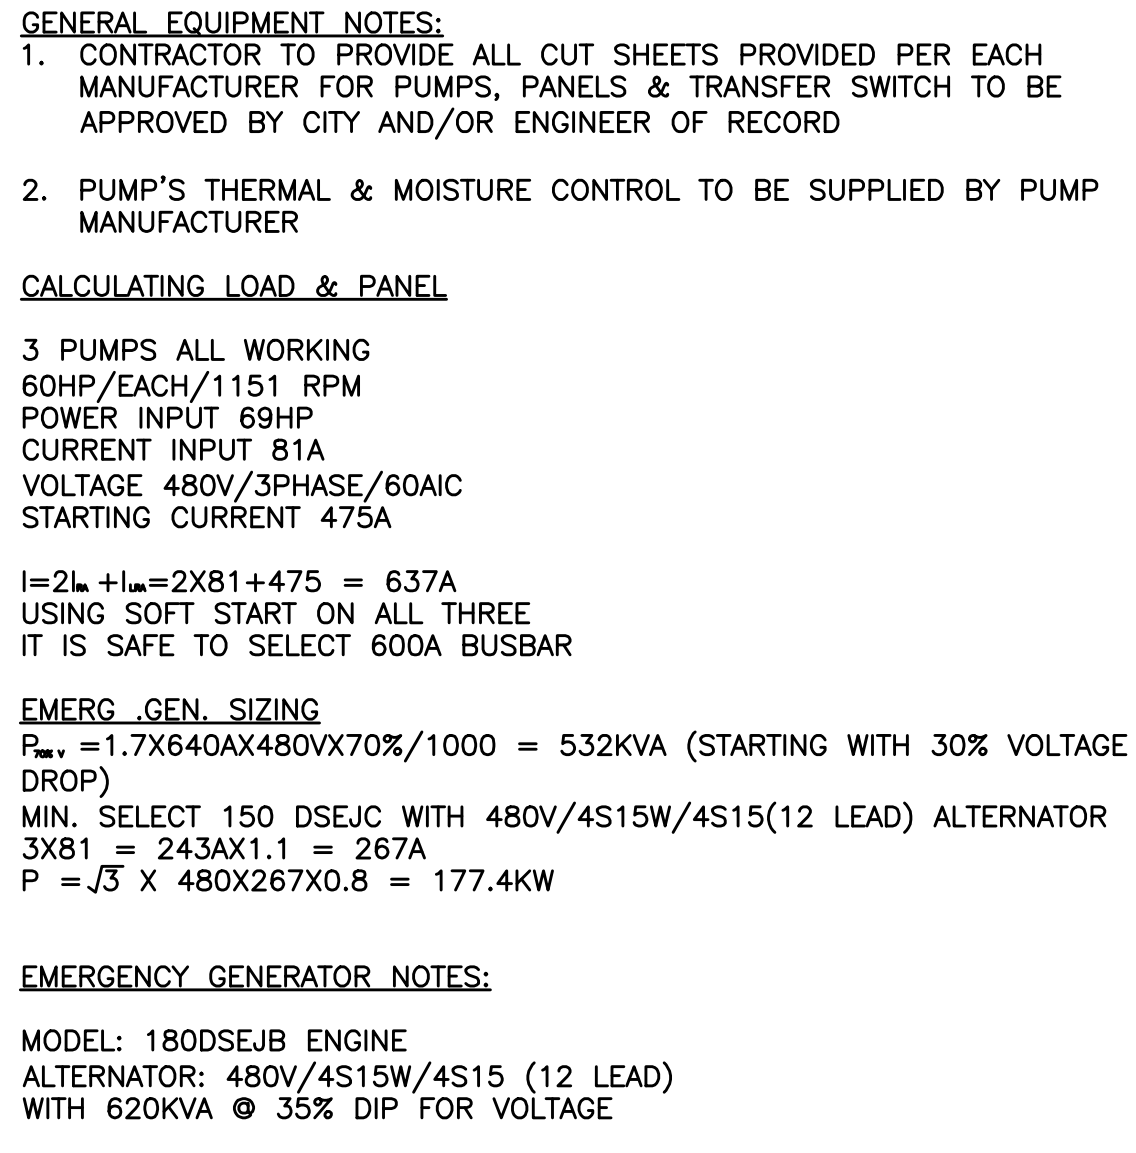 GENERAL EQUIPMENT NOTES:
1. CONTRACTOR TO PROVIDE ALL CUT SHEETS PROVIDED PER EACH
MANUFACTURER FOR PUMPS, PANELS & TRANSFER SWITCH TO BE
APPROVED BY CITY AND/OR ENGINEER OF RECORD
2. PUMP'S THERMAL & MOISTURE CONTROL TO BE SUPPLIED BY PUMP
MANUFACTURER
CALCULATING LOAD & PANEL
3 PUMPS ALL WORKING
60HP/EACH/1151 RPM
POWER INPUT 69HP
CURRENT INPUT 81A
VOLTAGE 480V/3PHASE/60AIC
STARTING CURRENT 475A
I=2I +I =2X81+475 = 637A
USING SOFT START ON ALL THREE
IT IS SAFE TO SELECT 600A BUSBAR
EMERG .GEN. SIZING
P70% V =1.7X640AX480VX70%/1000 = 532KVA (STARTING WITH 30% VOLTAGE
DROP)
MIN. SELECT 150 DSEJC WITH 480V/4S15W/4S15(12 LEAD) ALTERNATOR
3X81 = 243AX1.1 = 267A
P =√3 X 480X267X0.8 = 177.4KW
EMERGENCY GENERATOR NOTES:
MODEL: 180DSEJB ENGINE
ALTERNATOR: 480V/4S15W/4S15 (12 LEAD)
WITH 620KVA @ 35% DIP FOR VOLTAGE